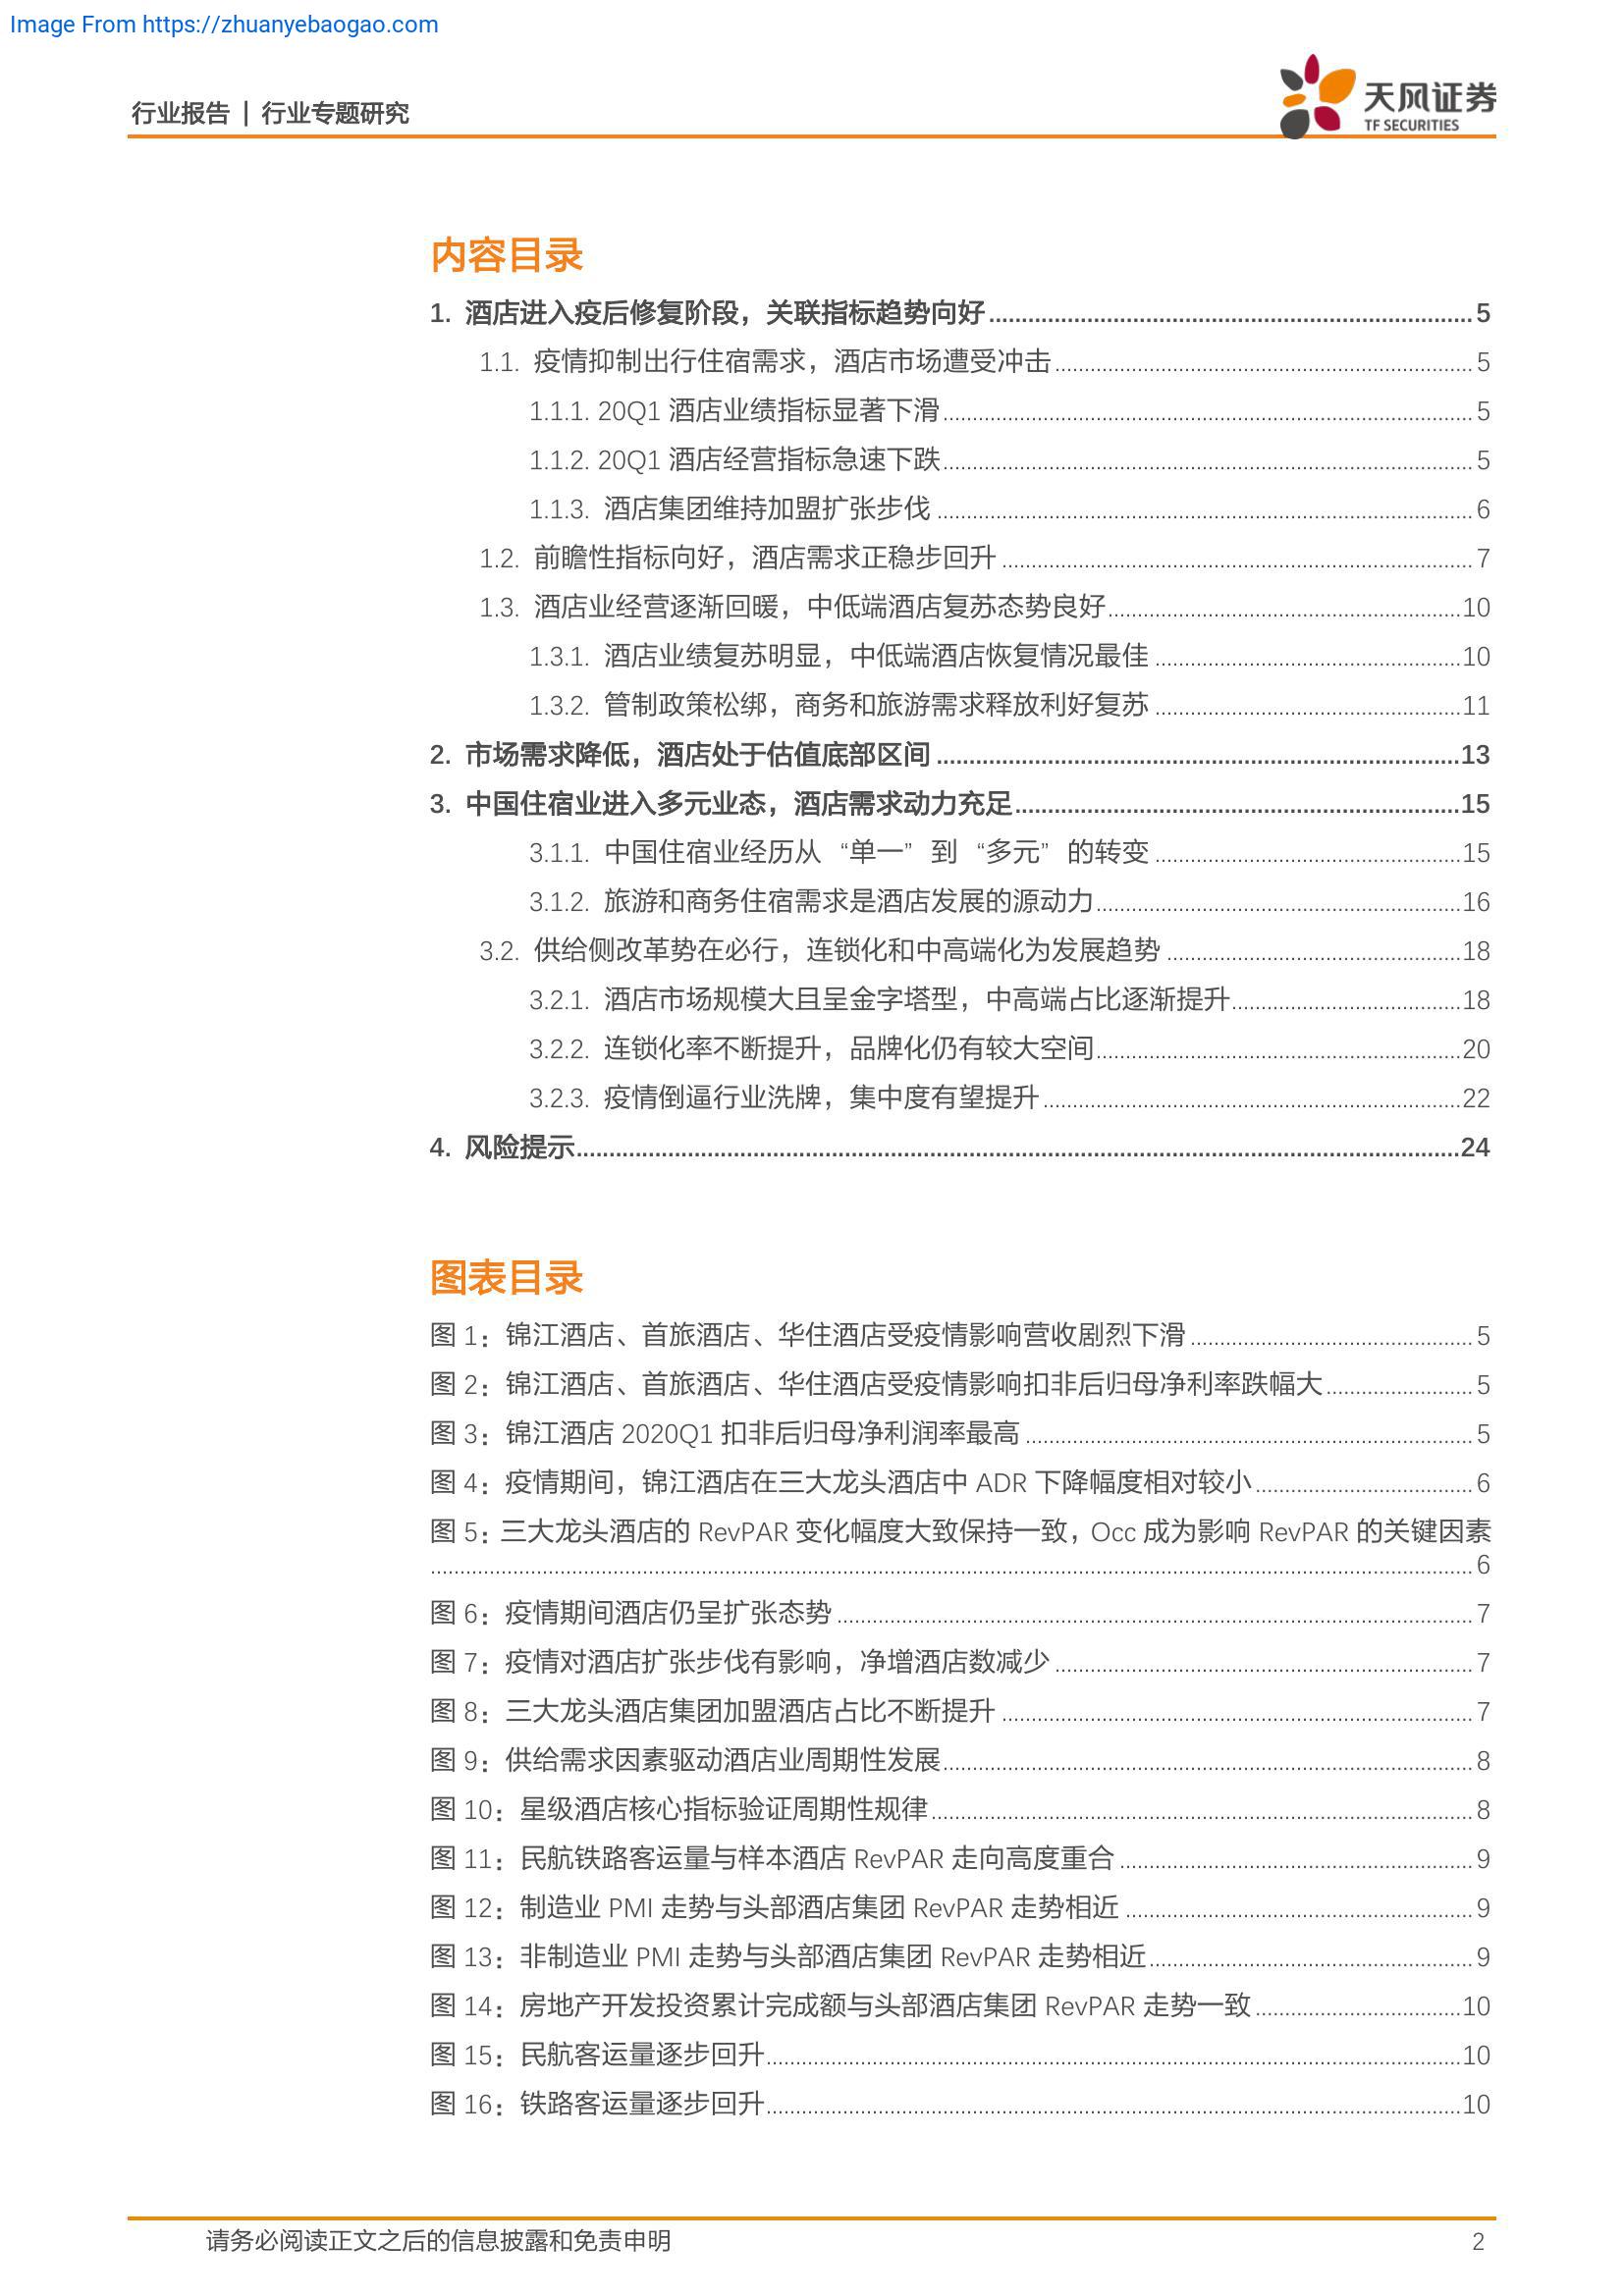 Image From https://zhuanyebaogao.com
行业报告 | 行业专题研究
天风证券
TF SECURITIES
内容目录
1. 酒店进入疫后修复阶段，关联指标趋势向好 5
1.1. 疫情抑制出行住宿需求，酒店市场遭受冲击 5
1.1.1. 20Q1 酒店业绩指标显著下滑 5
1.1.2. 20Q1 酒店经营指标急速下跌 5
1.1.3. 酒店集团维持加盟扩张步伐 6
1.2. 前瞻性指标向好，酒店需求正稳步回升 7
1.3. 酒店业经营逐渐回暖，中低端酒店复苏态势良好 10
1.3.1. 酒店业绩复苏明显，中低端酒店恢复情况最佳 10
1.3.2. 管制政策松绑，商务和旅游需求释放利好复苏 11
2. 市场需求降低，酒店处于估值底部区间 13
3. 中国住宿业进入多元业态，酒店需求动力充足 15
3.1.1. 中国住宿业经历从“单一”到“多元”的转变 15
3.1.2. 旅游和商务住宿需求是酒店发展的源动力 16
3.2. 供给侧改革势在必行，连锁化和中高端化为发展趋势 18
3.2.1. 酒店市场规模大且呈金字塔型，中高端占比逐渐提升 18
3.2.2. 连锁化率不断提升，品牌化仍有较大空间 20
3.2.3. 疫情倒逼行业洗牌，集中度有望提升 22
4. 风险提示 24
图表目录
图 1：锦江酒店、首旅酒店、华住酒店受疫情影响营收剧烈下滑 5
图 2：锦江酒店、首旅酒店、华住酒店受疫情影响扣非后归母净利率跌幅大 5
图 3：锦江酒店 2020Q1 扣非后归母净利润率最高 5
图 4：疫情期间，锦江酒店在三大龙头酒店中 ADR 下降幅度相对较小 6
图 5：三大龙头酒店的 RevPAR 变化幅度大致保持一致，Occ 成为影响 RevPAR 的关键因素
6
图 6：疫情期间酒店仍呈扩张态势 7
图 7：疫情对酒店扩张步伐有影响，净增酒店数减少 7
图 8：三大龙头酒店集团加盟酒店占比不断提升 7
图 9：供给需求因素驱动酒店业周期性发展 8
图 10：星级酒店核心指标验证周期性规律 8
图 11：民航铁路客运量与样本酒店 RevPAR 走向高度重合 9
图 12：制造业 PMI 走势与头部酒店集团 RevPAR 走势相近 9
图 13：非制造业 PMI 走势与头部酒店集团 RevPAR 走势相近 9
图 14：房地产开发投资累计完成额与头部酒店集团 RevPAR 走势一致 10
图 15：民航客运量逐步回升 10
图 16：铁路客运量逐步回升 10
请务必阅读正文之后的信息披露和免责申明 2